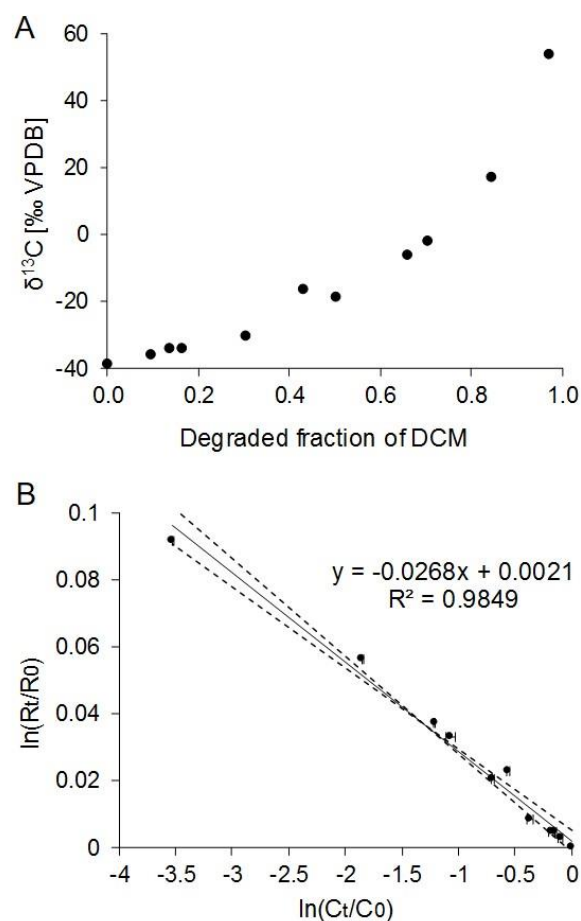 A
60
40
20
0
-20
-40
δ¹³C [‰ VPDB]
0.0 0.2 0.4 0.6 0.8 1.0
Degraded fraction of DCM
B
0.1
0.08
0.06
0.04
0.02
0
ln(Rt/R0)
y = -0.0268x + 0.0021
R² = 0.9849
-4 -3.5 -3 -2.5 -2 -1.5 -1 -0.5 0
ln(Ct/C0)